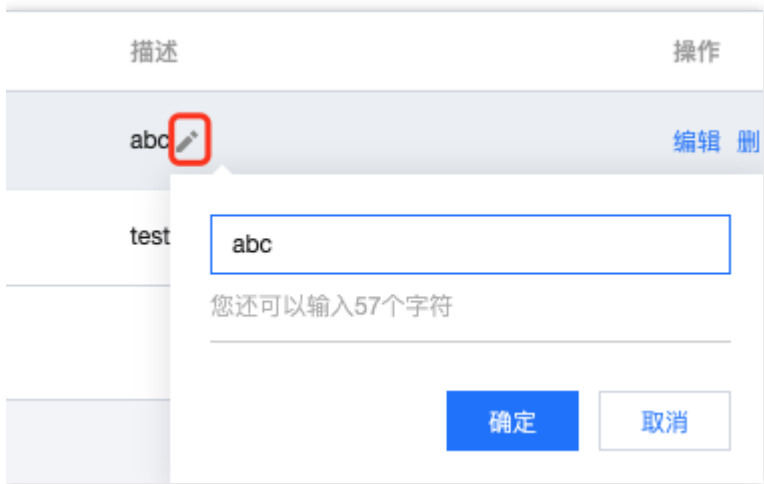 描述 操作
abc 编辑 删
test
abc
您还可以输入57个字符
确定 取消